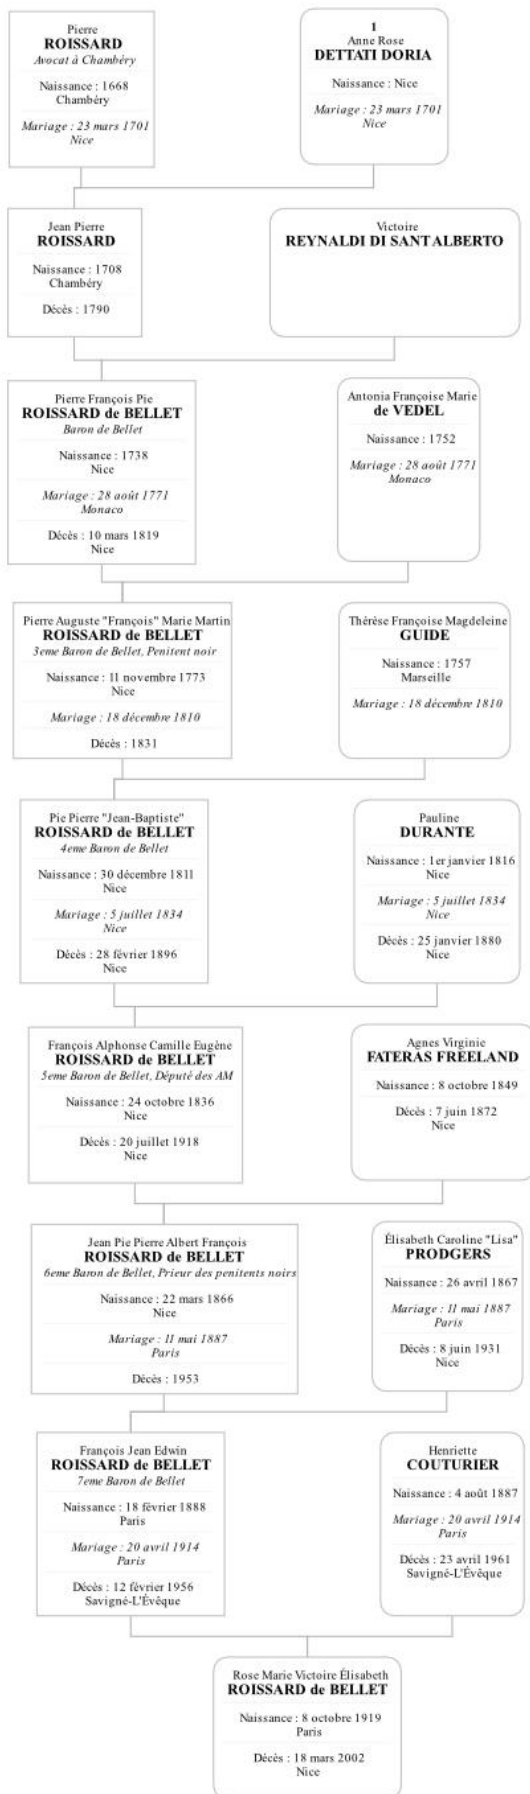 Pierre
ROISSARD
Avocat à Chambéry
Naissance : 1668
Chambéry
Mariage : 23 mars 1701
Nice
1
Anne Rose
DETTATI DORIA
Naissance : Nice
Mariage : 23 mars 1701
Nice
Jean Pierre
ROISSARD
Naissance : 1708
Chambéry
Décès : 1790
Victoire
REYNALDI DI SANTALBERTO
Pierre François Pie
ROISSARD de BELLET
Baron de Bellet
Naissance : 1738
Nice
Mariage : 28 août 1771
Monaco
Décès : 10 mars 1819
Nice
Antonia Françoise Marie
de VEDEL
Naissance : 1752
Mariage : 28 août 1771
Monaco
Pierre Auguste "François" Marie Martin
ROISSARD de BELLET
3eme Baron de Bellet, Penitent noir
Naissance : 11 novembre 1773
Nice
Mariage : 18 décembre 1810
Décès : 1831
Thérèse Françoise Magdeleine
GUIDE
Naissance : 1757
Marseille
Mariage : 18 décembre 1810
Pie Pierre "Jean-Baptiste"
ROISSARD de BELLET
4eme Baron de Bellet
Naissance : 30 décembre 1811
Nice
Mariage : 5 juillet 1834
Nice
Décès : 28 février 1896
Nice
Pauline
DURANTE
Naissance : 1er janvier 1816
Nice
Mariage : 5 juillet 1834
Nice
Décès : 25 janvier 1880
Nice
François Alphonse Camille Eugène
ROISSARD de BELLET
5eme Baron de Bellet, Député des AM
Naissance : 24 octobre 1836
Nice
Décès : 20 juillet 1918
Nice
Agnes Virginie
FATERAS FREELAND
Naissance : 8 octobre 1849
Décès : 7 juin 1872
Nice
Jean Pie Pierre Albert François
ROISSARD de BELLET
6eme Baron de Bellet, Prieur des penitents noirs
Naissance : 22 mars 1866
Nice
Mariage : 11 mai 1887
Paris
Décès : 1953
Élisabeth Caroline "Lisa"
PRODGERS
Naissance : 26 avril 1867
Mariage : 11 mai 1887
Paris
Décès : 8 juin 1931
Nice
François Jean Edwin
ROISSARD de BELLET
7eme Baron de Bellet
Naissance : 18 février 1888
Paris
Mariage : 20 avril 1914
Paris
Décès : 12 février 1956
Savigné-L'Évêque
Henriette
COUTURIER
Naissance : 4 août 1887
Mariage : 20 avril 1914
Paris
Décès : 23 avril 1961
Savigné-L'Évêque
Rose Marie Victoire Élisabeth
ROISSARD de BELLET
Naissance : 8 octobre 1919
Paris
Décès : 18 mars 2002
Nice